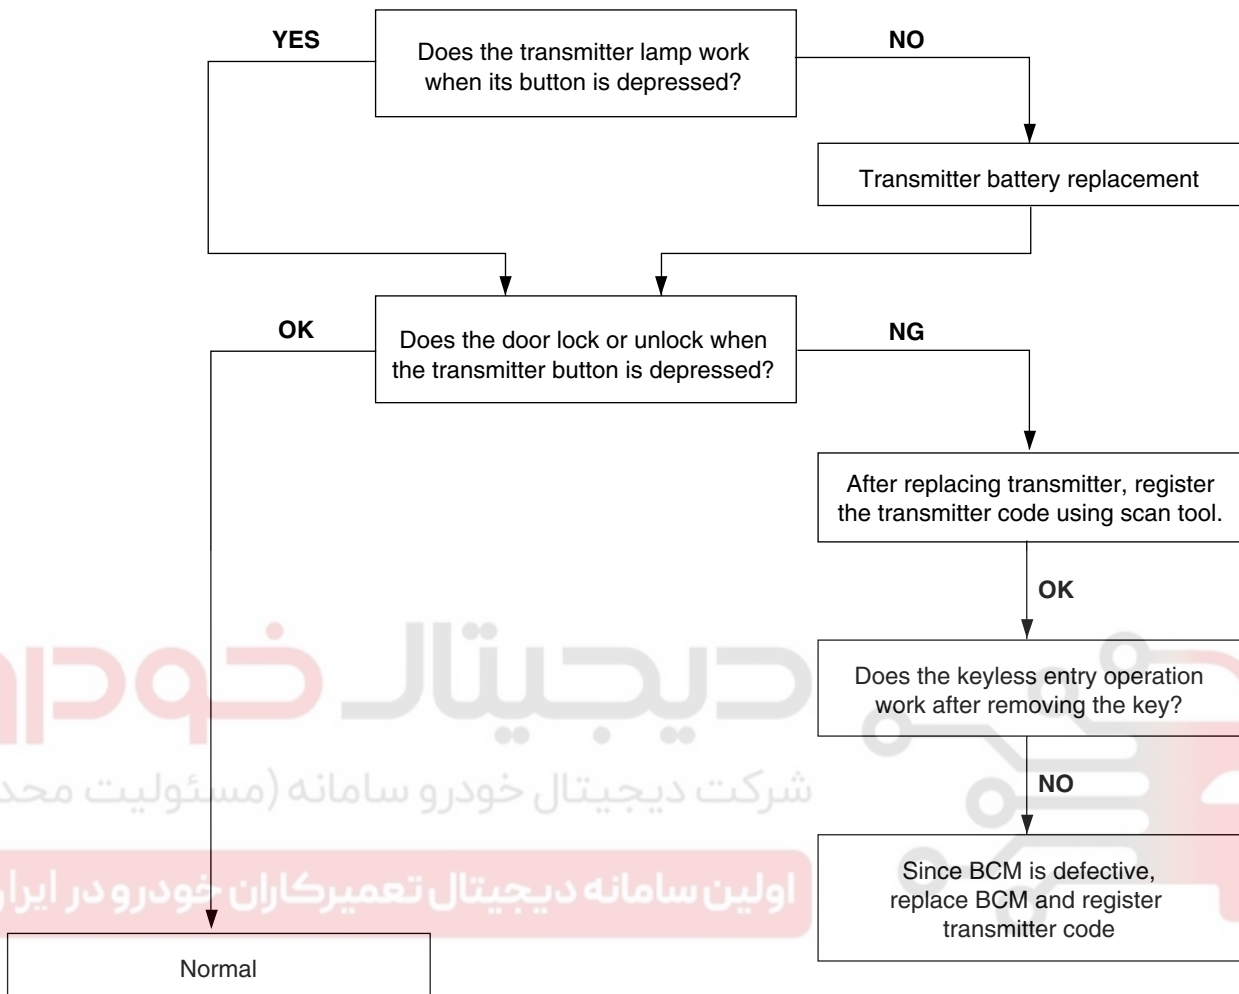 YES
Does the transmitter lamp work
when its button is depressed?
NO
Transmitter battery replacement
OK
Does the door lock or unlock when
the transmitter button is depressed?
NG
After replacing transmitter, register
the transmitter code using scan tool.
OK
Does the keyless entry operation
work after removing the key?
NO
Since BCM is defective,
replace BCM and register
transmitter code
Normal
دیجیتال خودرو
شرکت دیجیتال خودرو سامانه (مسئولیت
اولین سامانه دیجیتال تعمیرکاران خودرو در ایران